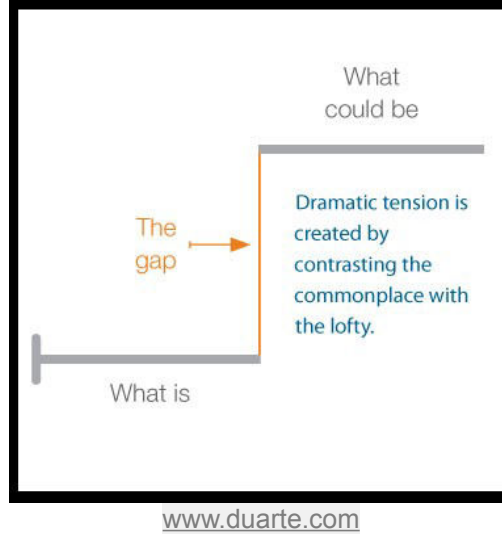 What
could be
The
gap
Dramatic tension is
created by
contrasting the
commonplace with
the lofty.
What is
www.duarte.com